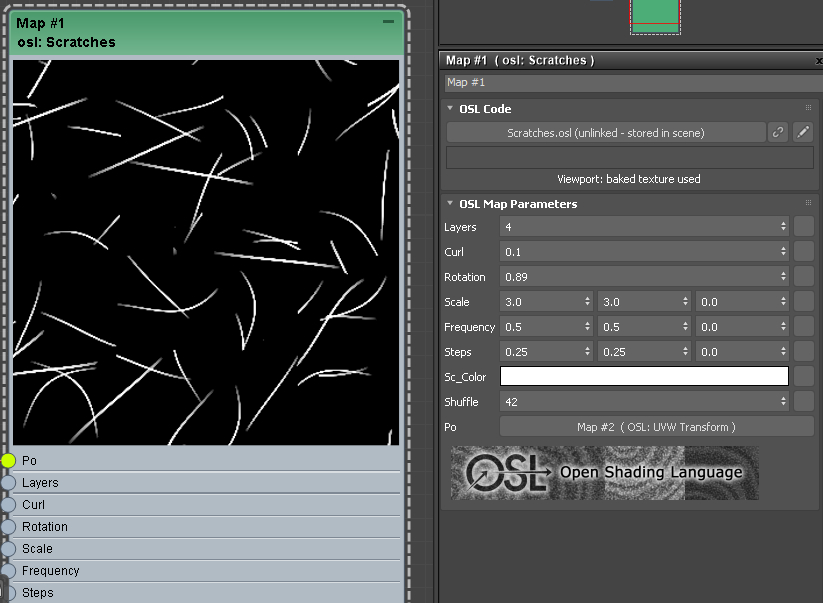 Map #1
osl: Scratches
Po
Layers
Curl
Rotation
Scale
Frequency
Steps
Map #1 ( osl: Scratches ) x
Map #1
OSL Code
Scratches.osl (unlinked - stored in scene)
Viewport: baked texture used
OSL Map Parameters
Layers 4
Curl 0.1
Rotation 0.89
Scale 3.0 3.0 0.0
Frequency 0.5 0.5 0.0
Steps 0.25 0.25 0.0
Sc_Color
Shuffle 42
Po Map #2 ( OSL: UVW Transform )
OSL Open Shading Language